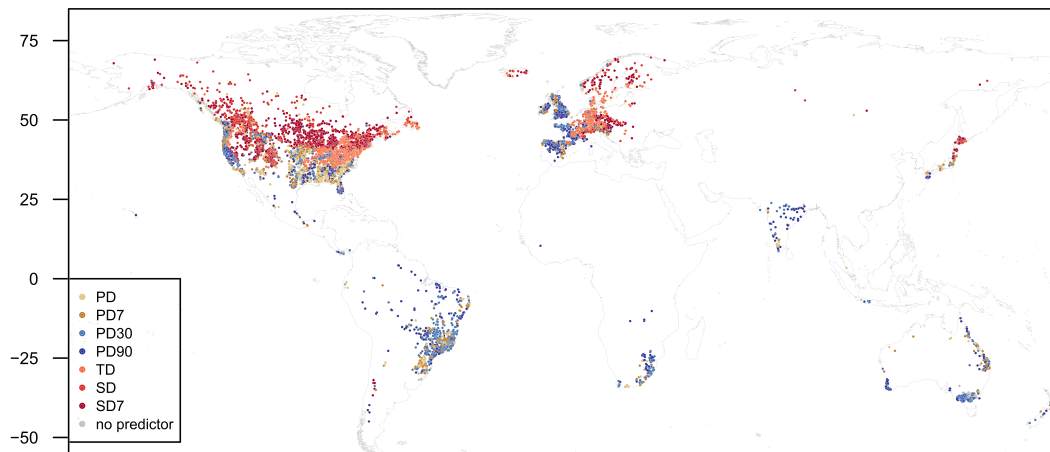 75
50
25
0
−25
−50
PD
PD7
PD30
PD90
TD
SD
SD7
no predictor